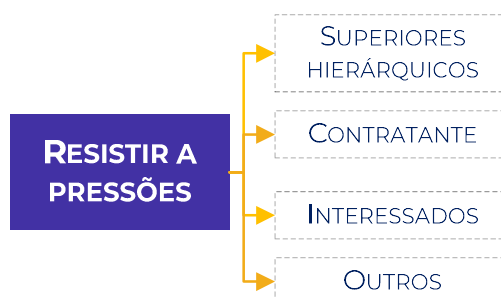 RESISTIR A
PRESSÕES
SUPERIORES
HIERÁRQUICOS
CONTRATANTE
INTERESSADOS
OUTROS